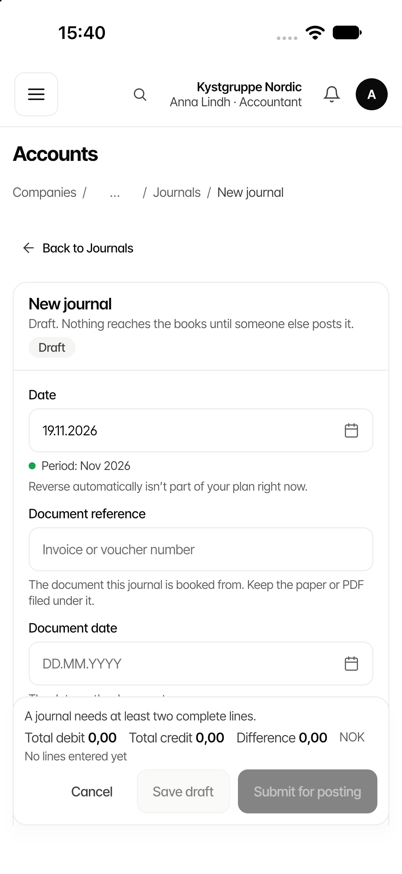 15:40
Kystgruppe Nordic
Anna Lindh · Accountant
A
Accounts
Companies / ... / Journals / New journal
Back to Journals
New journal
Draft. Nothing reaches the books until someone else posts it.
Draft
Date
19.11.2026
Period: Nov 2026
Reverse automatically isn’t part of your plan right now.
Document reference
Invoice or voucher number
The document this journal is booked from. Keep the paper or PDF
filed under it.
Document date
DD.MM.YYYY
A journal needs at least two complete lines.
Total debit 0,00 Total credit 0,00 Difference 0,00 NOK
No lines entered yet
Cancel Save draft Submit for posting